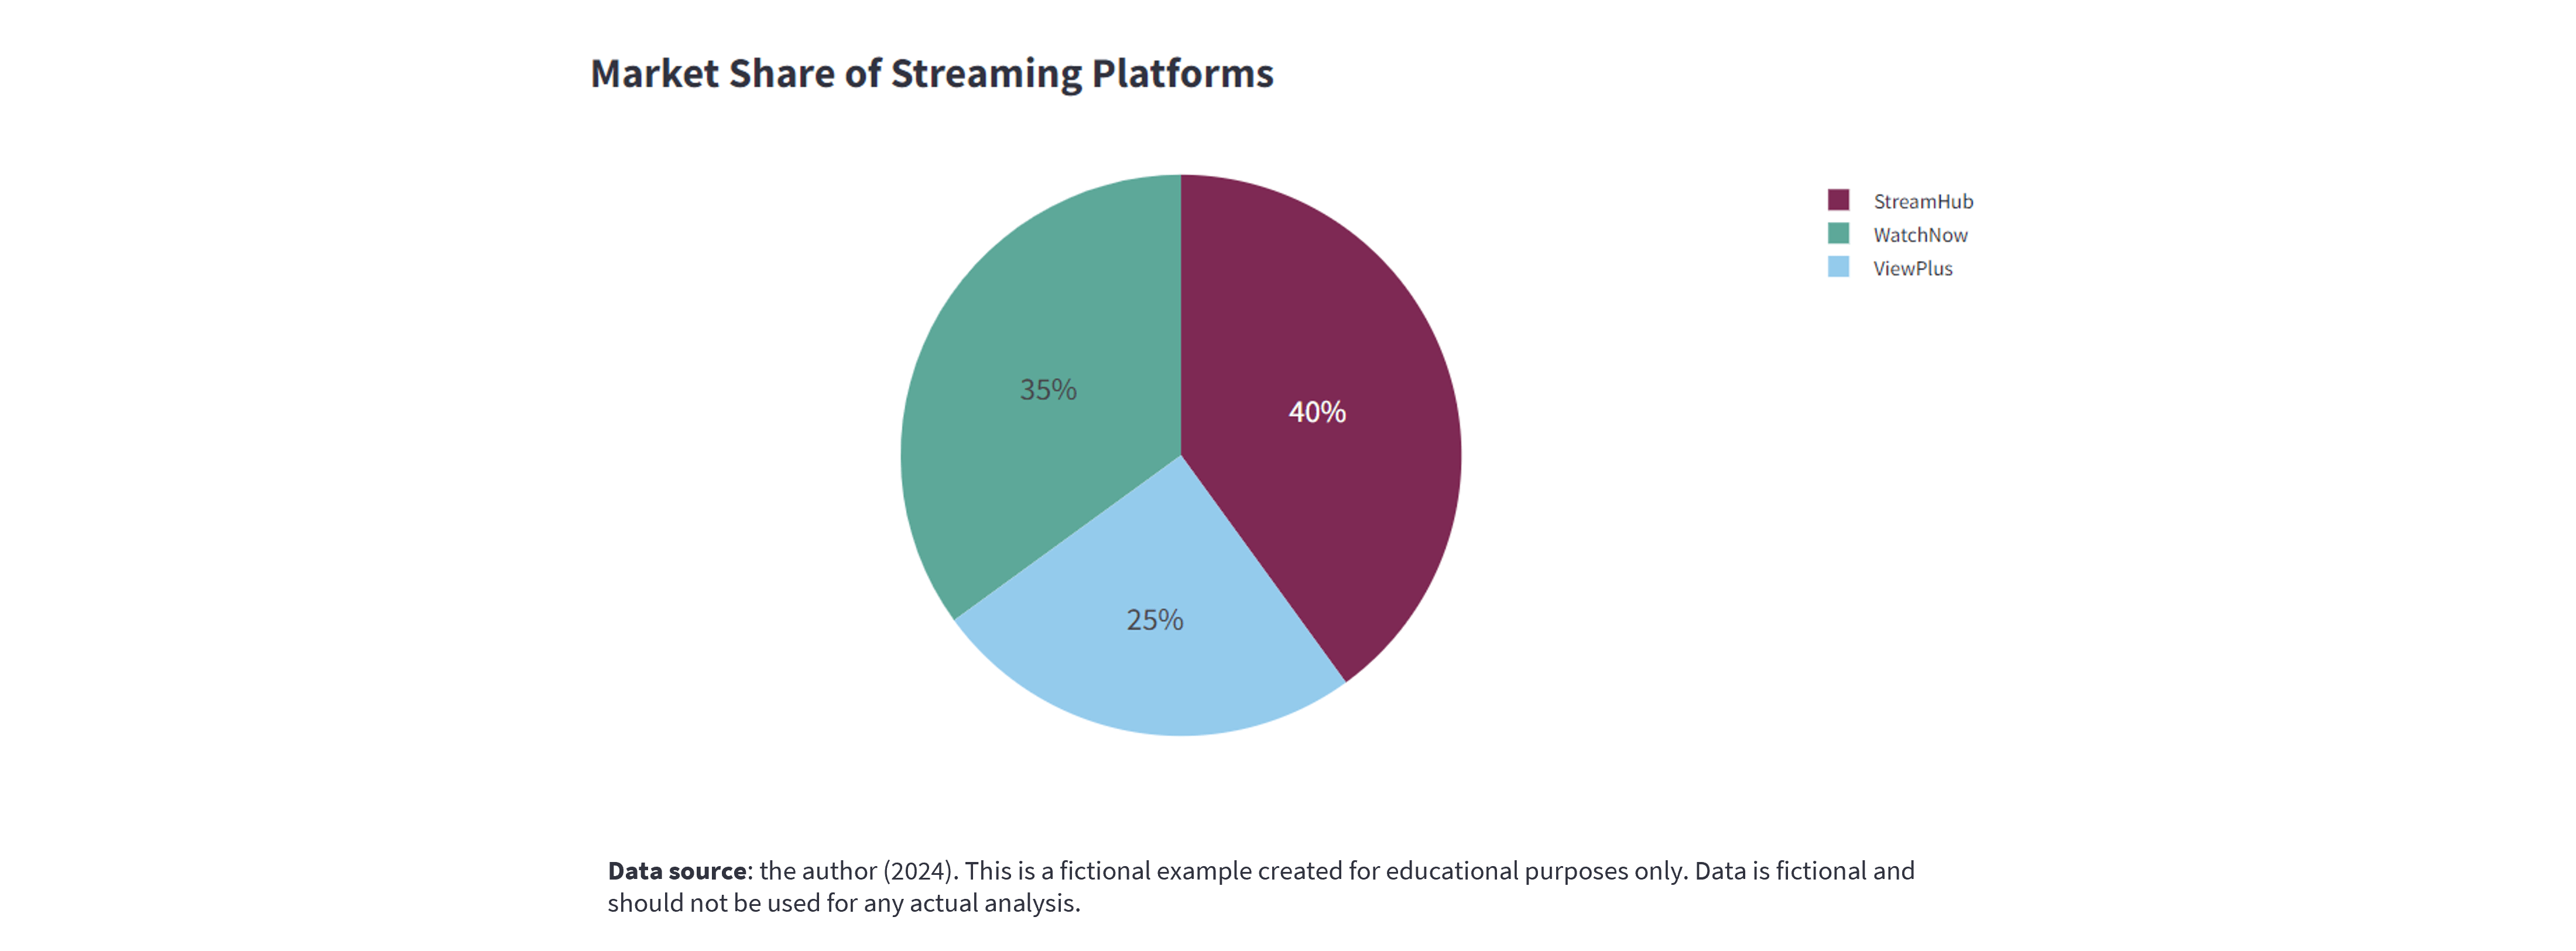 Market Share of Streaming Platforms
StreamHub
WatchNow
ViewPlus
35%
40%
25%
Data source: the author (2024). This is a fictional example created for educational purposes only. Data is fictional and
should not be used for any actual analysis.